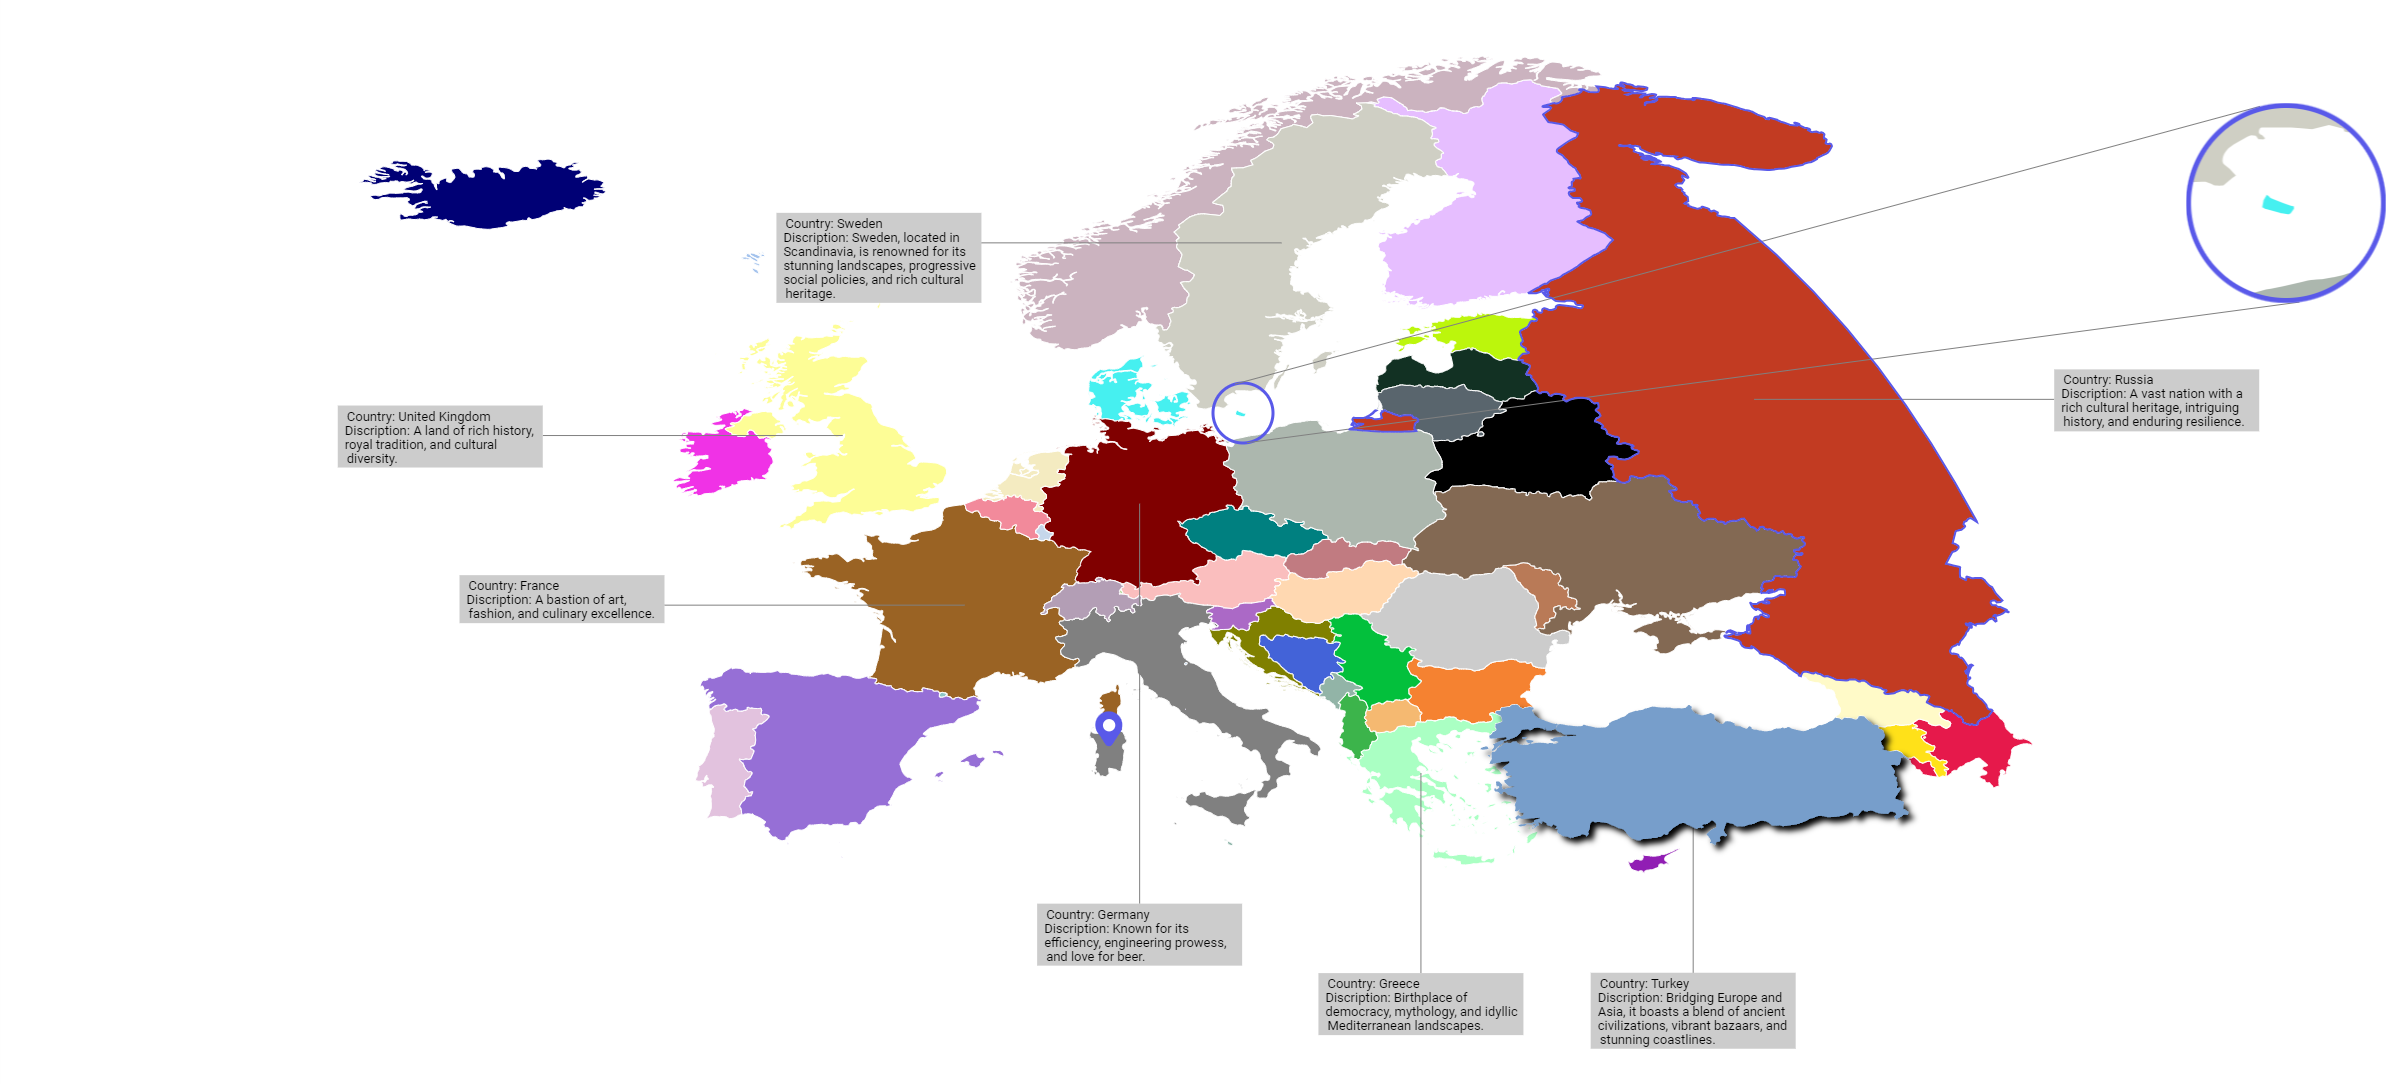 Country: Sweden
Discription: Sweden, located in
Scandinavia, is renowned for its
stunning landscapes, progressive
social policies, and rich cultural
heritage.
Country: Russia
Discription: A vast nation with a
rich cultural heritage, intriguing
history, and enduring resilience.
Country: United Kingdom
Discription: A land of rich history,
royal tradition, and cultural
diversity.
Country: France
Discription: A bastion of art,
fashion, and culinary excellence.
Country: Germany
Discription: Known for its
efficiency, engineering prowess,
and love for beer.
Country: Greece
Discription: Birthplace of
democracy, mythology, and idyllic
Mediterranean landscapes.
Country: Turkey
Discription: Bridging Europe and
Asia, it boasts a blend of ancient
civilizations, vibrant bazaars, and
stunning coastlines.